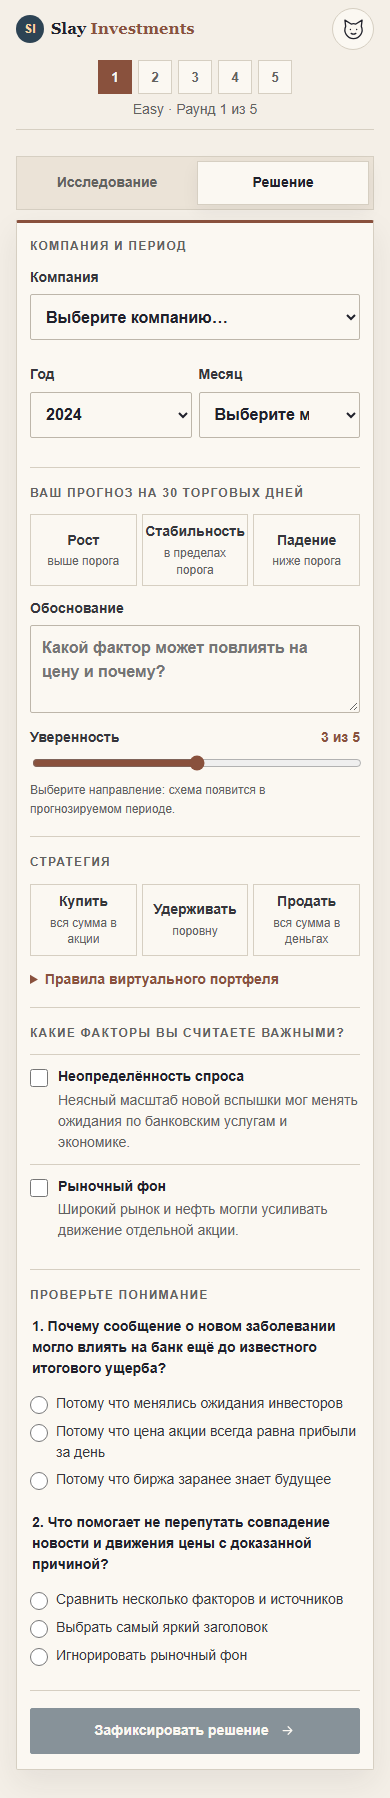 SI Slay Investments
1 2 3 4 5
Easy · Раунд 1 из 5
Исследование Решение
КОМПАНИЯ И ПЕРИОД
Компания
Выберите компанию...
Год Месяц
2024 Выберите м
ВАШ ПРОГНОЗ НА 30 ТОРГОВЫХ ДНЕЙ
Рост Стабильность Падение
выше порога в пределах порога ниже порога
Обоснование
Какой фактор может повлиять на
цену и почему?
Уверенность 3 из 5
Выберите направление: схема появится в
прогнозируемом периоде.
СТРАТЕГИЯ
Купить Удерживать Продать
вся сумма в акции поровну вся сумма в деньгах
Правила виртуального портфеля
КАКИЕ ФАКТОРЫ ВЫ СЧИТАЕТЕ ВАЖНЫМИ?
Неопределённость спроса
Неясный масштаб новой вспышки мог менять
ожидания по банковским услугам и
экономике.
Рыночный фон
Широкий рынок и нефть могли усиливать
движение отдельной акции.
ПРОВЕРЬТЕ ПОНИМАНИЕ
1. Почему сообщение о новом заболевании
могло влиять на банк ещё до известного
итогового ущерба?
Потому что менялись ожидания инвесторов
Потому что цена акции всегда равна прибыли
за день
Потому что биржа заранее знает будущее
2. Что помогает не перепутать совпадение
новости и движения цены с доказанной
причиной?
Сравнить несколько факторов и источников
Выбрать самый яркий заголовок
Игнорировать рыночный фон
Зафиксировать решение →